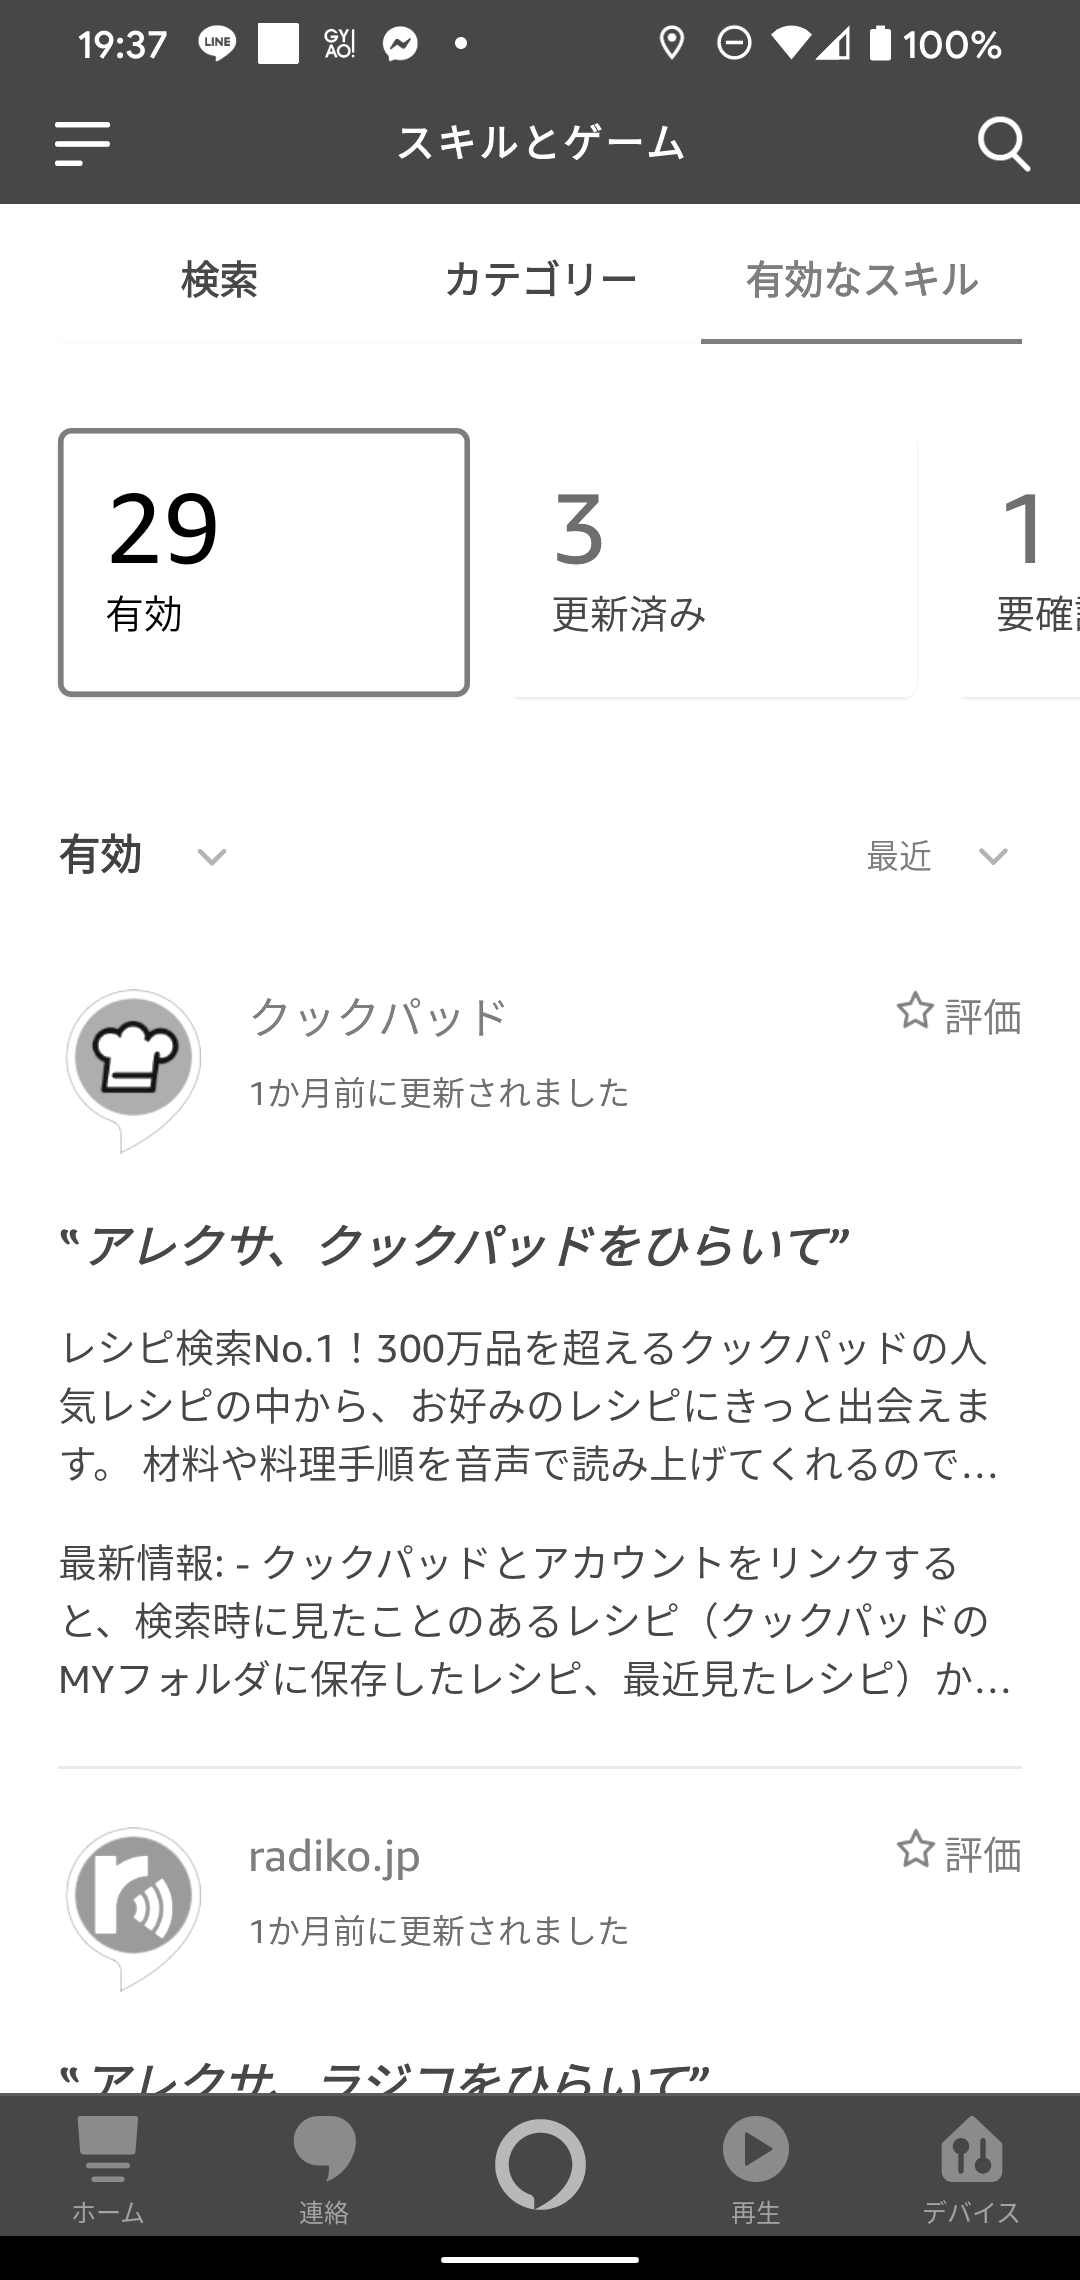 19:37 LINE GYAO! 100%
スキルとゲーム
検索 カテゴリー 有効なスキル
29 3 1
有効 更新済み 要確
有効 最近
クックパッド 評価
1か月前に更新されました
“アレクサ、クックパッドをひらいて”
レシピ検索No.1！300万品を超えるクックパッドの人
気レシピの中から、お好みのレシピにきっと出会えま
す。 材料や料理手順を音声で読み上げてくれるので...
最新情報: - クックパッドとアカウントをリンクする
と、検索時に見たことのあるレシピ（クックパッドの
MYフォルダに保存したレシピ、最近見たレシピ）か...
radiko.jp 評価
1か月前に更新されました
“アレクサ、ラジコをひらいて”
ホーム 連絡 再生 デバイス